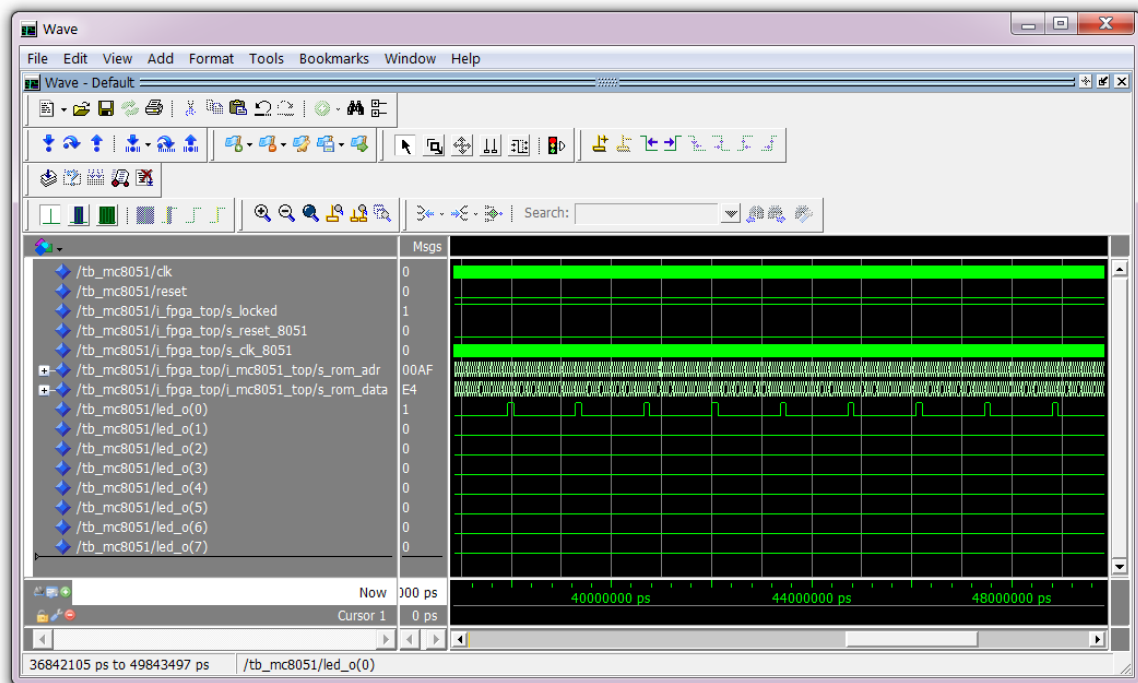 Wave
File Edit View Add Format Tools Bookmarks Window Help
Wave - Default
Search:
Msgs
/tb_mc8051/clk 0
/tb_mc8051/reset 0
/tb_mc8051/i_fpga_top/s_locked 1
/tb_mc8051/i_fpga_top/s_reset_8051 0
/tb_mc8051/i_fpga_top/s_clk_8051 0
/tb_mc8051/i_fpga_top/i_mc8051_top/s_rom_adr 00AF
/tb_mc8051/i_fpga_top/i_mc8051_top/s_rom_data E4
/tb_mc8051/led_o(0) 1
/tb_mc8051/led_o(1) 0
/tb_mc8051/led_o(2) 0
/tb_mc8051/led_o(3) 0
/tb_mc8051/led_o(4) 0
/tb_mc8051/led_o(5) 0
/tb_mc8051/led_o(6) 0
/tb_mc8051/led_o(7) 0
Now 000 ps 40000000 ps 44000000 ps 48000000 ps
Cursor 1 0 ps
36842105 ps to 49843497 ps /tb_mc8051/led_o(0)